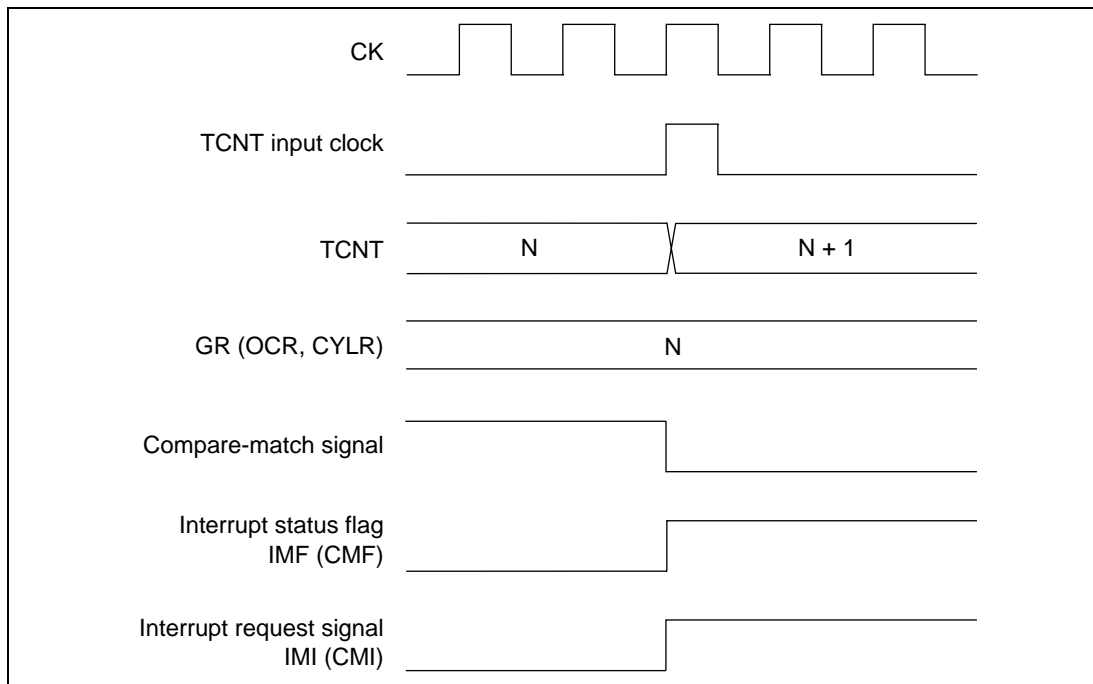 CK
TCNT input clock
TCNT
N
N + 1
GR (OCR, CYLR)
N
Compare-match signal
Interrupt status flag
IMF (CMF)
Interrupt request signal
IMI (CMI)